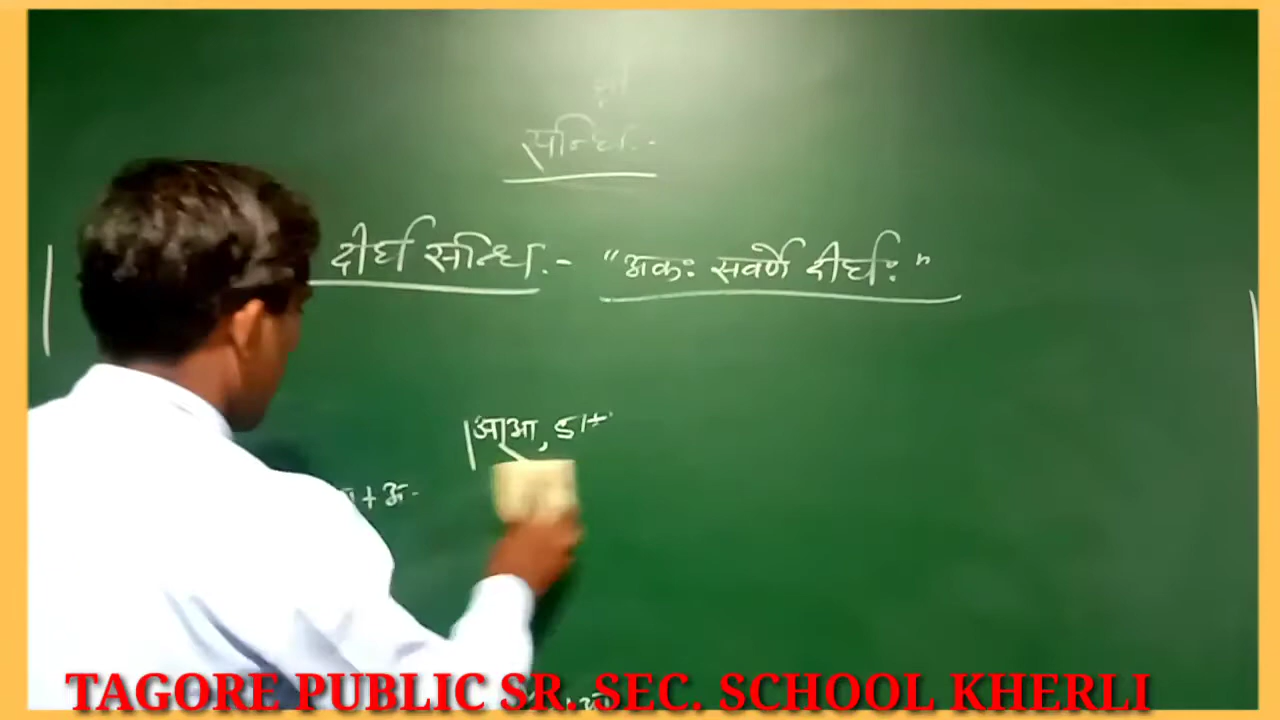 सन्धिः-
दीर्घ सन्धिः- "अकः सवर्णे दीर्घः"
+ अ-
TAGORE PUBLIC SR. SEC. SCHOOL KHERLI